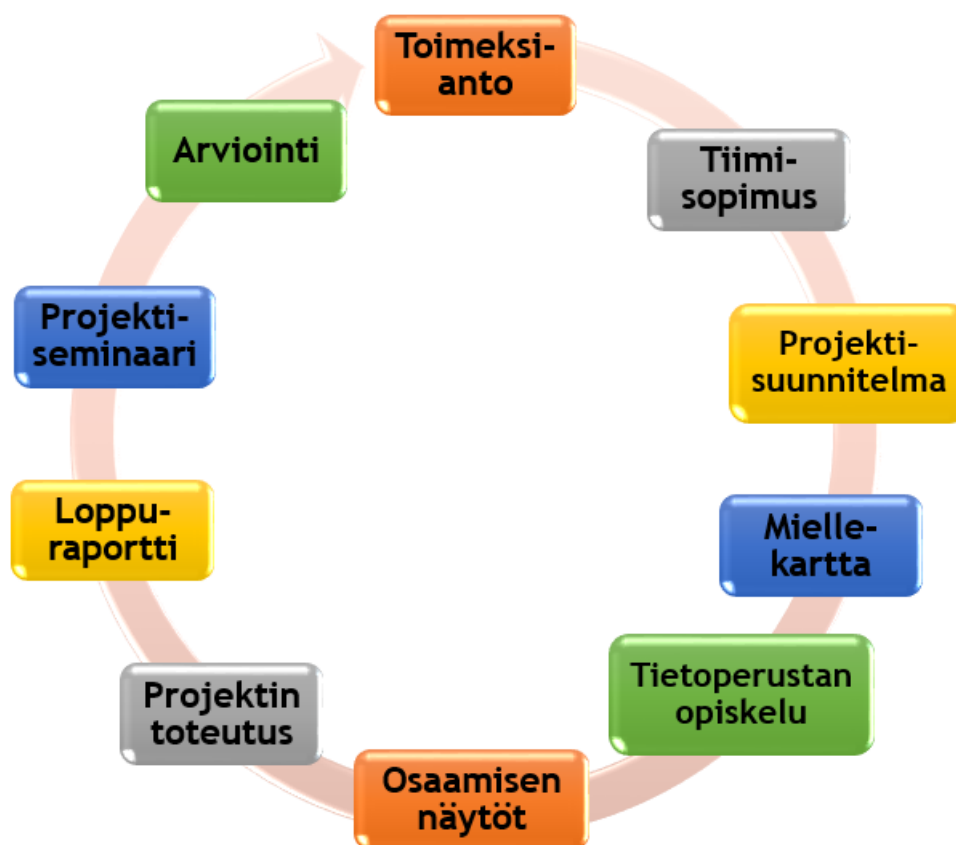 Toimeksi-
anto
Tiimi-
sopimus
Projekti-
suunnitelma
Mielle-
kartta
Tietoperustan
opiskelu
Osaamisen
näytöt
Projektin
toteutus
Loppu-
raportti
Projekti-
seminaari
Arviointi